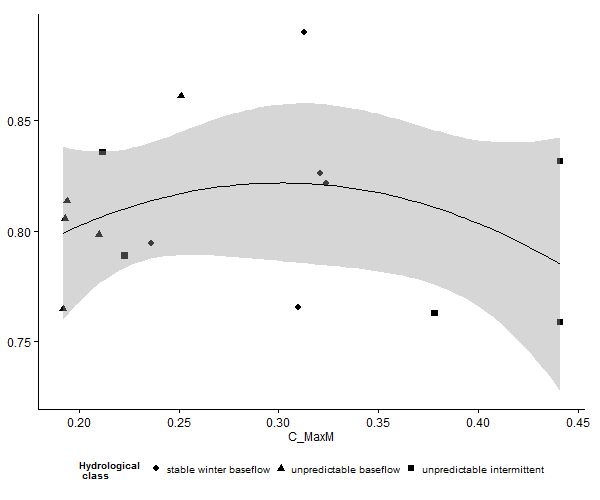 0.85
0.80
0.75
0.20 0.25 0.30 0.35 0.40 0.45
C_MaxM
Hydrological
class
stable winter baseflow unpredictable baseflow unpredictable intermittent